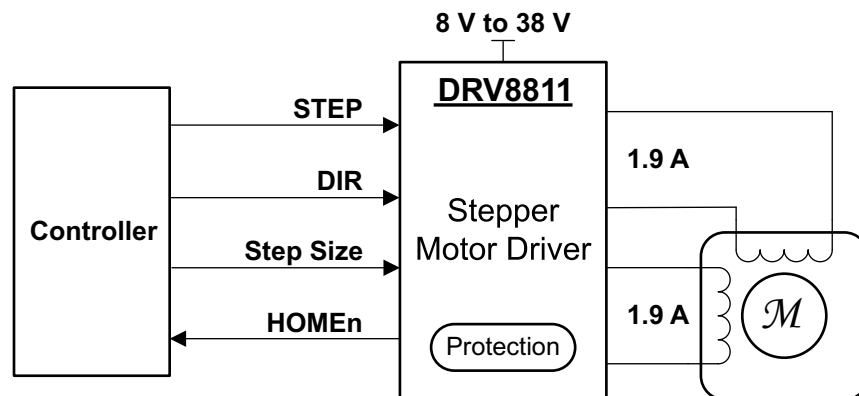 8 V to 38 V
DRV8811
STEP
1.9 A
DIR
Controller
Stepper
Motor Driver
Step Size
HOMEn
1.9 A
M
Protection